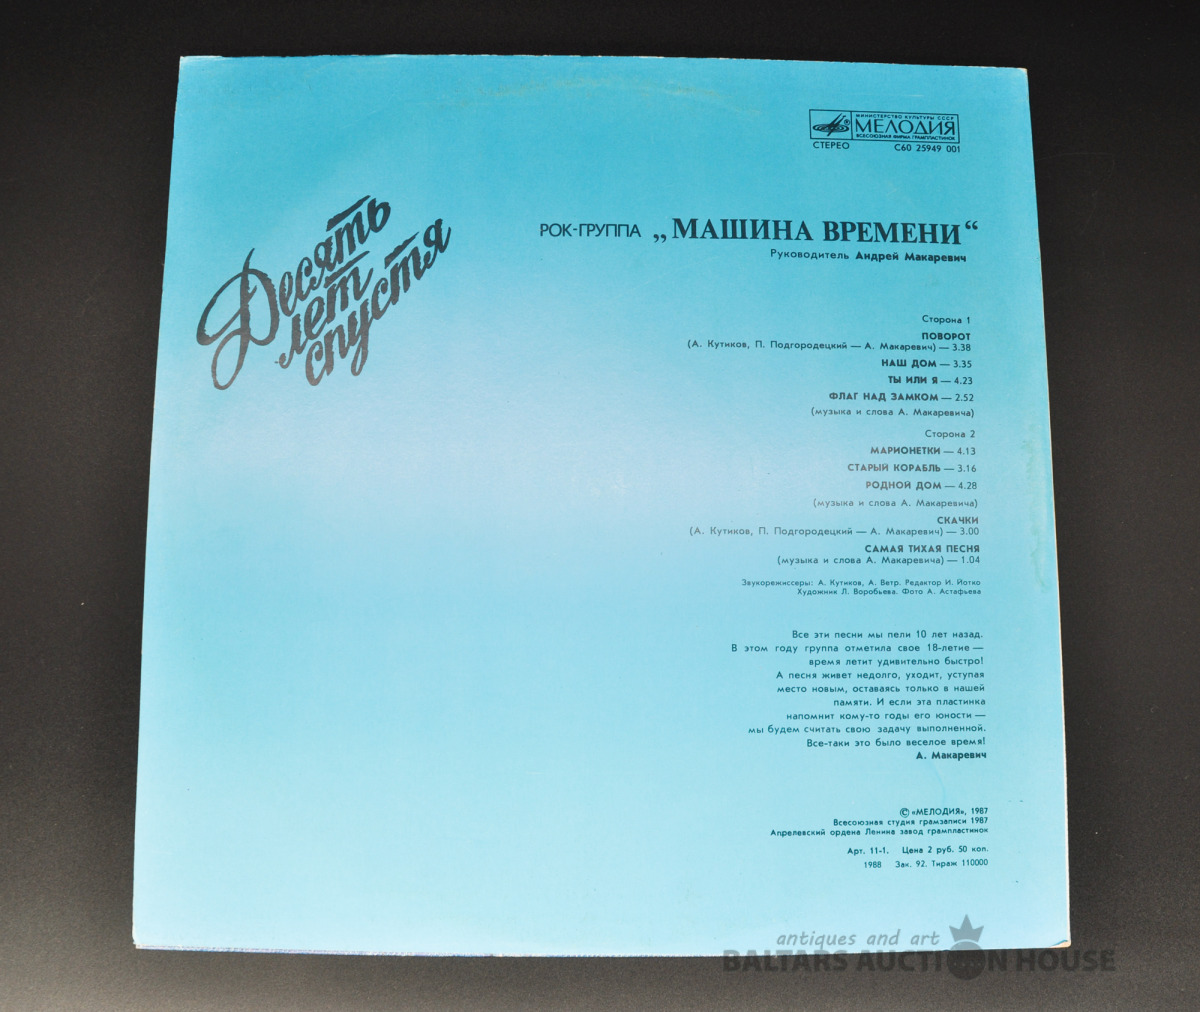 МИНИСТЕРСТВО КУЛЬТУРЫ СССР
МЕЛОДИЯ
ВСЕСОЮЗНАЯ ФИРМА ГРАМПЛАСТИНОК
СТЕРЕО С60 25949 001
Десять
лет
спустя
РОК-ГРУППА „МАШИНА ВРЕМЕНИ“
Руководитель Андрей Макаревич
Сторона 1
ПОВОРОТ
(А. Кутиков, П. Подгородецкий — А. Макаревич) — 3.38
НАШ ДОМ — 3.35
ТЫ ИЛИ Я — 4.23
ФЛАГ НАД ЗАМКОМ — 2.52
(музыка и слова А. Макаревича)
Сторона 2
МАРИОНЕТКИ — 4.13
СТАРЫЙ КОРАБЛЬ — 3.16
РОДНОЙ ДОМ — 4.28
(музыка и слова А. Макаревича)
СКАЧКИ
(А. Кутиков, П. Подгородецкий — А. Макаревич) — 3.00
САМАЯ ТИХАЯ ПЕСНЯ
(музыка и слова А. Макаревича) — 1.04
Звукорежиссеры: А. Кутиков, А. Ветр. Редактор И. Йотко
Художник Л. Воробьева. Фото А. Астафьева
Все эти песни мы пели 10 лет назад.
В этом году группа отметила свое 18-летие —
время летит удивительно быстро!
А песня живет недолго, уходит, уступая
место новым, оставаясь только в нашей
памяти. И если эта пластинка
напомнит кому-то годы его юности —
мы будем считать свою задачу выполненной.
Все-таки это было веселое время!
А. Макаревич
© «МЕЛОДИЯ», 1987
Всесоюзная студия грамзаписи 1987
Апрелевский ордена Ленина завод грампластинок
Арт. 11-1. Цена 2 руб. 50 коп.
1988 Зак. 92. Тираж 110000
antiques and art
BALTARS AUCTION HOUSE